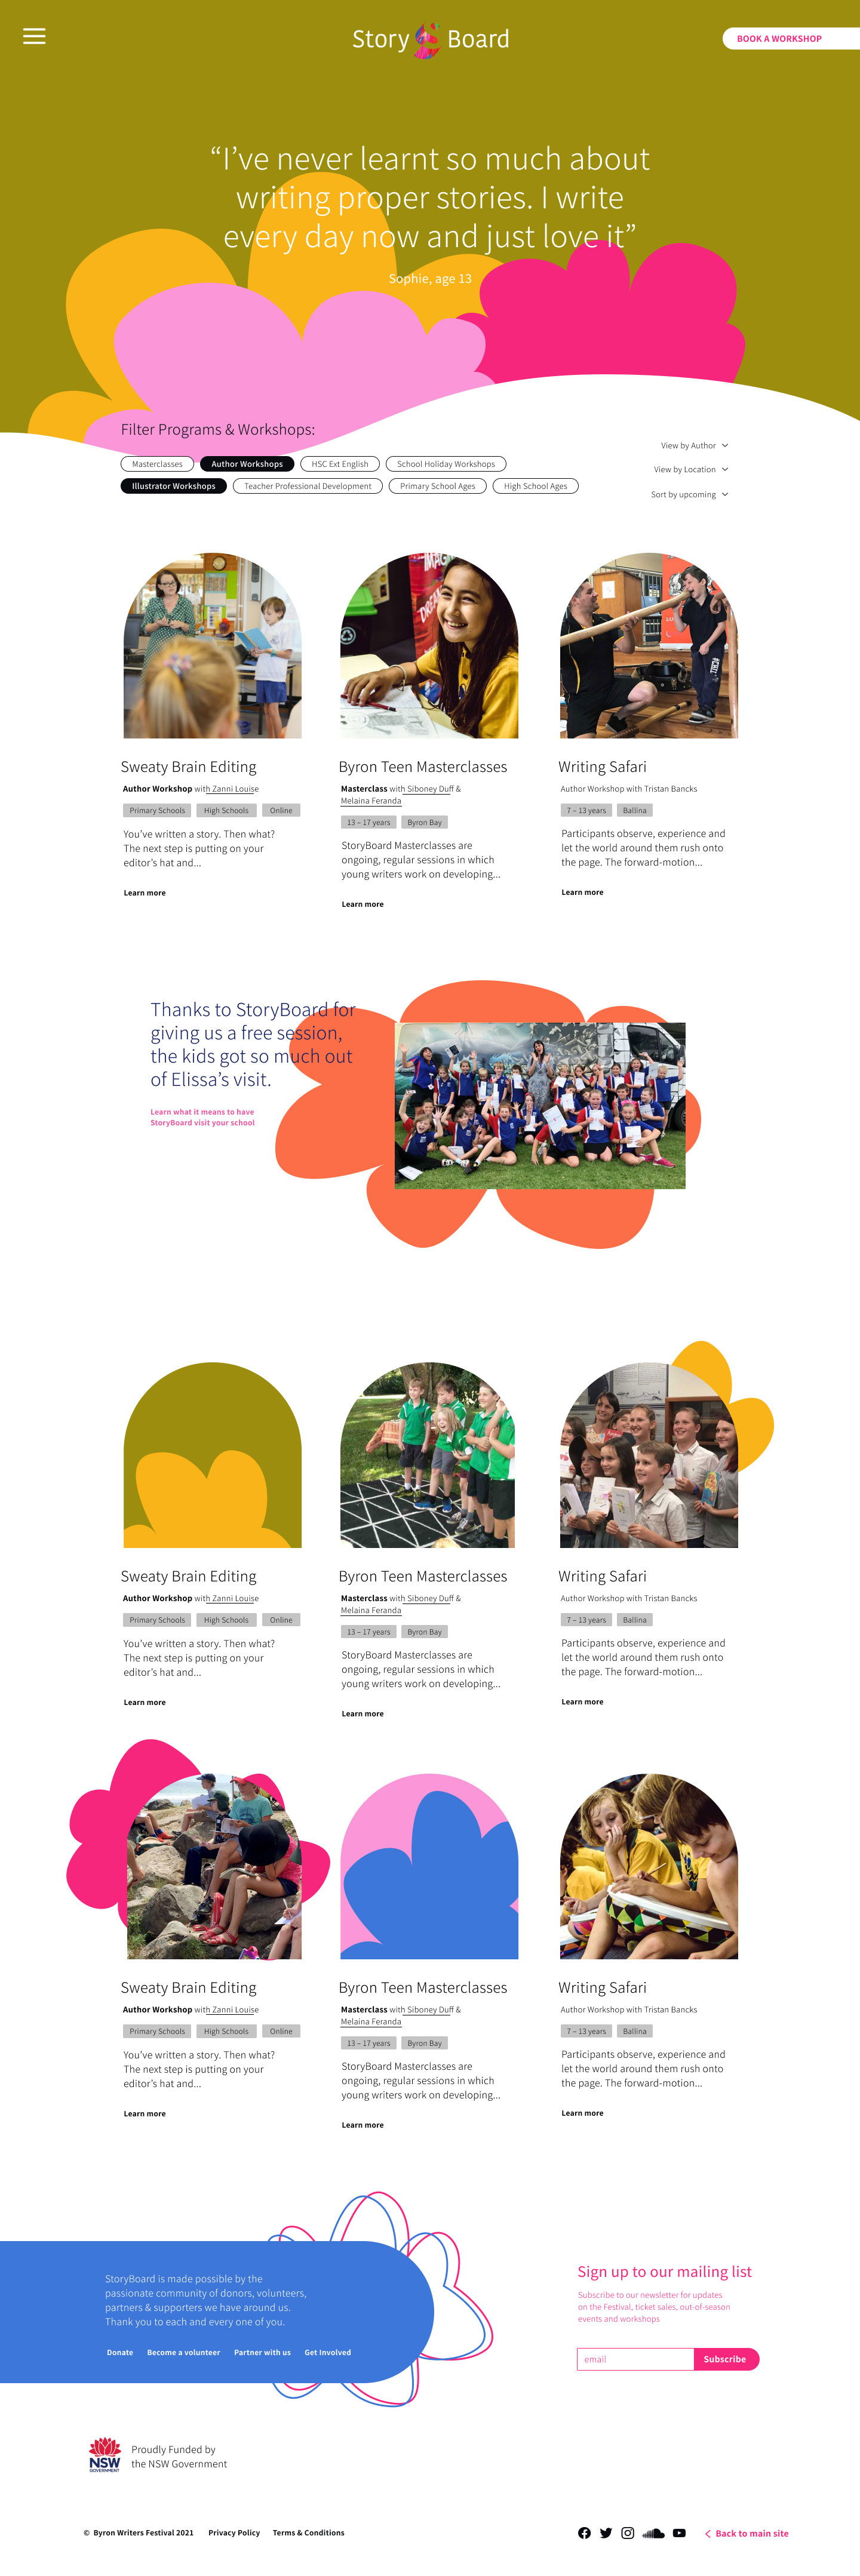 Story Board
BOOK A WORKSHOP
“I’ve never learnt so much about
writing proper stories. I write
every day now and just love it”
Sophie, age 13
Filter Programs & Workshops:
Masterclasses
Author Workshops
HSC Ext English
School Holiday Workshops
Illustrator Workshops
Teacher Professional Development
Primary School Ages
High School Ages
View by Author
View by Location
Sort by upcoming
Sweaty Brain Editing
Author Workshop with Zanni Louise
Primary Schools
High Schools
Online
You’ve written a story. Then what?
The next step is putting on your
editor’s hat and...
Learn more
Byron Teen Masterclasses
Masterclass with Siboney Duff &
Melaina Feranda
13 – 17 years
Byron Bay
StoryBoard Masterclasses are
ongoing, regular sessions in which
young writers work on developing...
Learn more
Writing Safari
Author Workshop with Tristan Bancks
7 – 13 years
Ballina
Participants observe, experience and
let the world around them rush onto
the page. The forward-motion...
Learn more
Thanks to StoryBoard for
giving us a free session,
the kids got so much out
of Elissa’s visit.
Learn what it means to have
StoryBoard visit your school
Sweaty Brain Editing
Author Workshop with Zanni Louise
Primary Schools
High Schools
Online
You’ve written a story. Then what?
The next step is putting on your
editor’s hat and...
Learn more
Byron Teen Masterclasses
Masterclass with Siboney Duff &
Melaina Feranda
13 – 17 years
Byron Bay
StoryBoard Masterclasses are
ongoing, regular sessions in which
young writers work on developing...
Learn more
Writing Safari
Author Workshop with Tristan Bancks
7 – 13 years
Ballina
Participants observe, experience and
let the world around them rush onto
the page. The forward-motion...
Learn more
Sweaty Brain Editing
Author Workshop with Zanni Louise
Primary Schools
High Schools
Online
You’ve written a story. Then what?
The next step is putting on your
editor’s hat and...
Learn more
Byron Teen Masterclasses
Masterclass with Siboney Duff &
Melaina Feranda
13 – 17 years
Byron Bay
StoryBoard Masterclasses are
ongoing, regular sessions in which
young writers work on developing...
Learn more
Writing Safari
Author Workshop with Tristan Bancks
7 – 13 years
Ballina
Participants observe, experience and
let the world around them rush onto
the page. The forward-motion...
Learn more
StoryBoard is made possible by the
passionate community of donors, volunteers,
partners & supporters we have around us.
Thank you to each and every one of you.
Donate
Become a volunteer
Partner with us
Get Involved
Sign up to our mailing list
Subscribe to our newsletter for updates
on the Festival, ticket sales, out-of-season
events and workshops
email
Subscribe
NSW
GOVERNMENT
Proudly Funded by
the NSW Government
© Byron Writers Festival 2021
Privacy Policy
Terms & Conditions
Back to main site